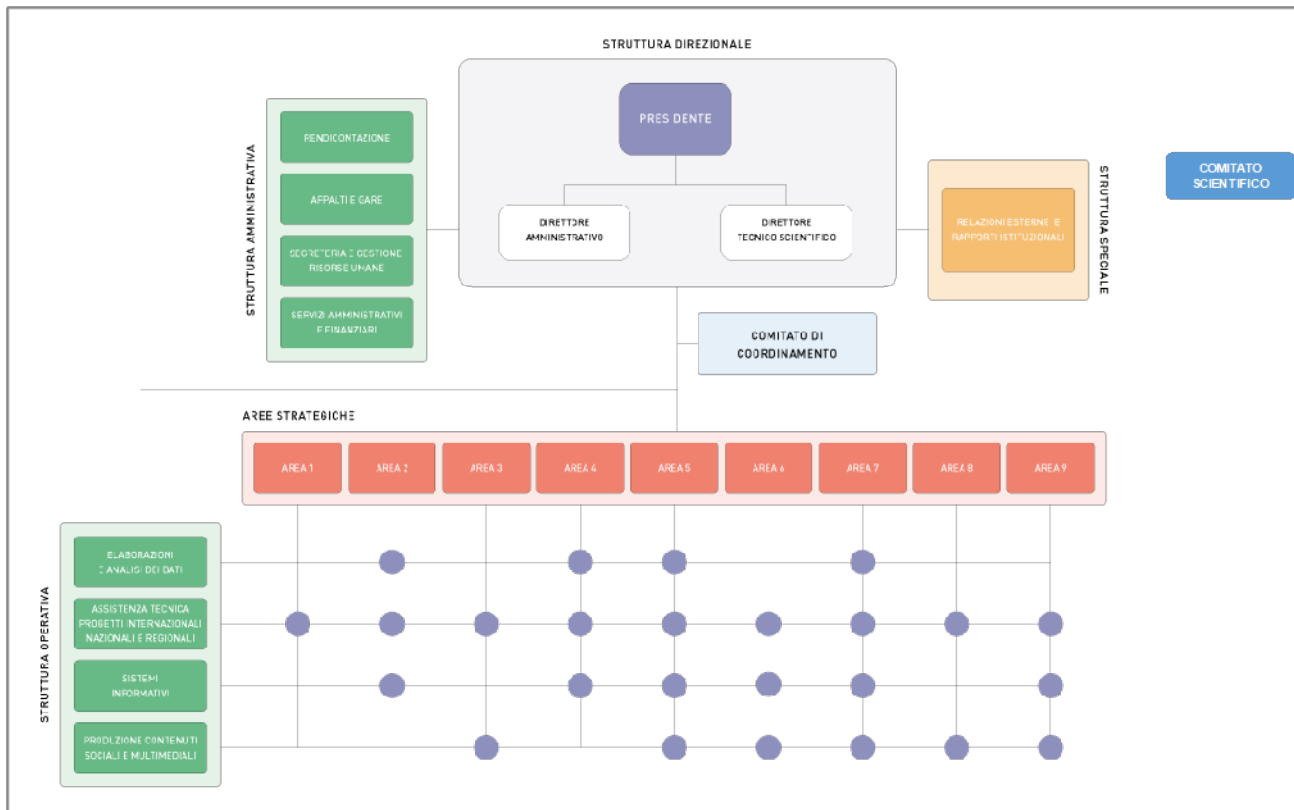 STRUTTURA DIREZIONALE
PRESIDENTE
DIRETTORE
AMMINISTRATIVO
DIRETTORE
TECNICO SCIENTIFICO
STRUTTURA AMMINISTRATIVA
RENDICONTAZIONE
APPALTI E GARE
SEGRETERIA E GESTIONE
RISORSE UMANE
SERVIZI AMMINISTRATIVI
E FINANZIARI
RELAZIONI ESTERNE E
RAPPORTI ISTITUZIONALI
STRUTTURA SPECIALE
COMITATO
SCIENTIFICO
COMITATO DI
COORDINAMENTO
AREE STRATEGICHE
AREA 1
AREA 2
AREA 3
AREA 4
AREA 5
AREA 6
AREA 7
AREA 8
AREA 9
STRUTTURA OPERATIVA
ELABORAZIONI
E ANALISI DEI DATI
ASSISTENZA TECNICA
PROGETTI INTERNAZIONALI
NAZIONALI E REGIONALI
SISTEMI
INFORMATIVI
PRODUZIONE CONTENUTI
SOCIALI E MULTIMEDIALI